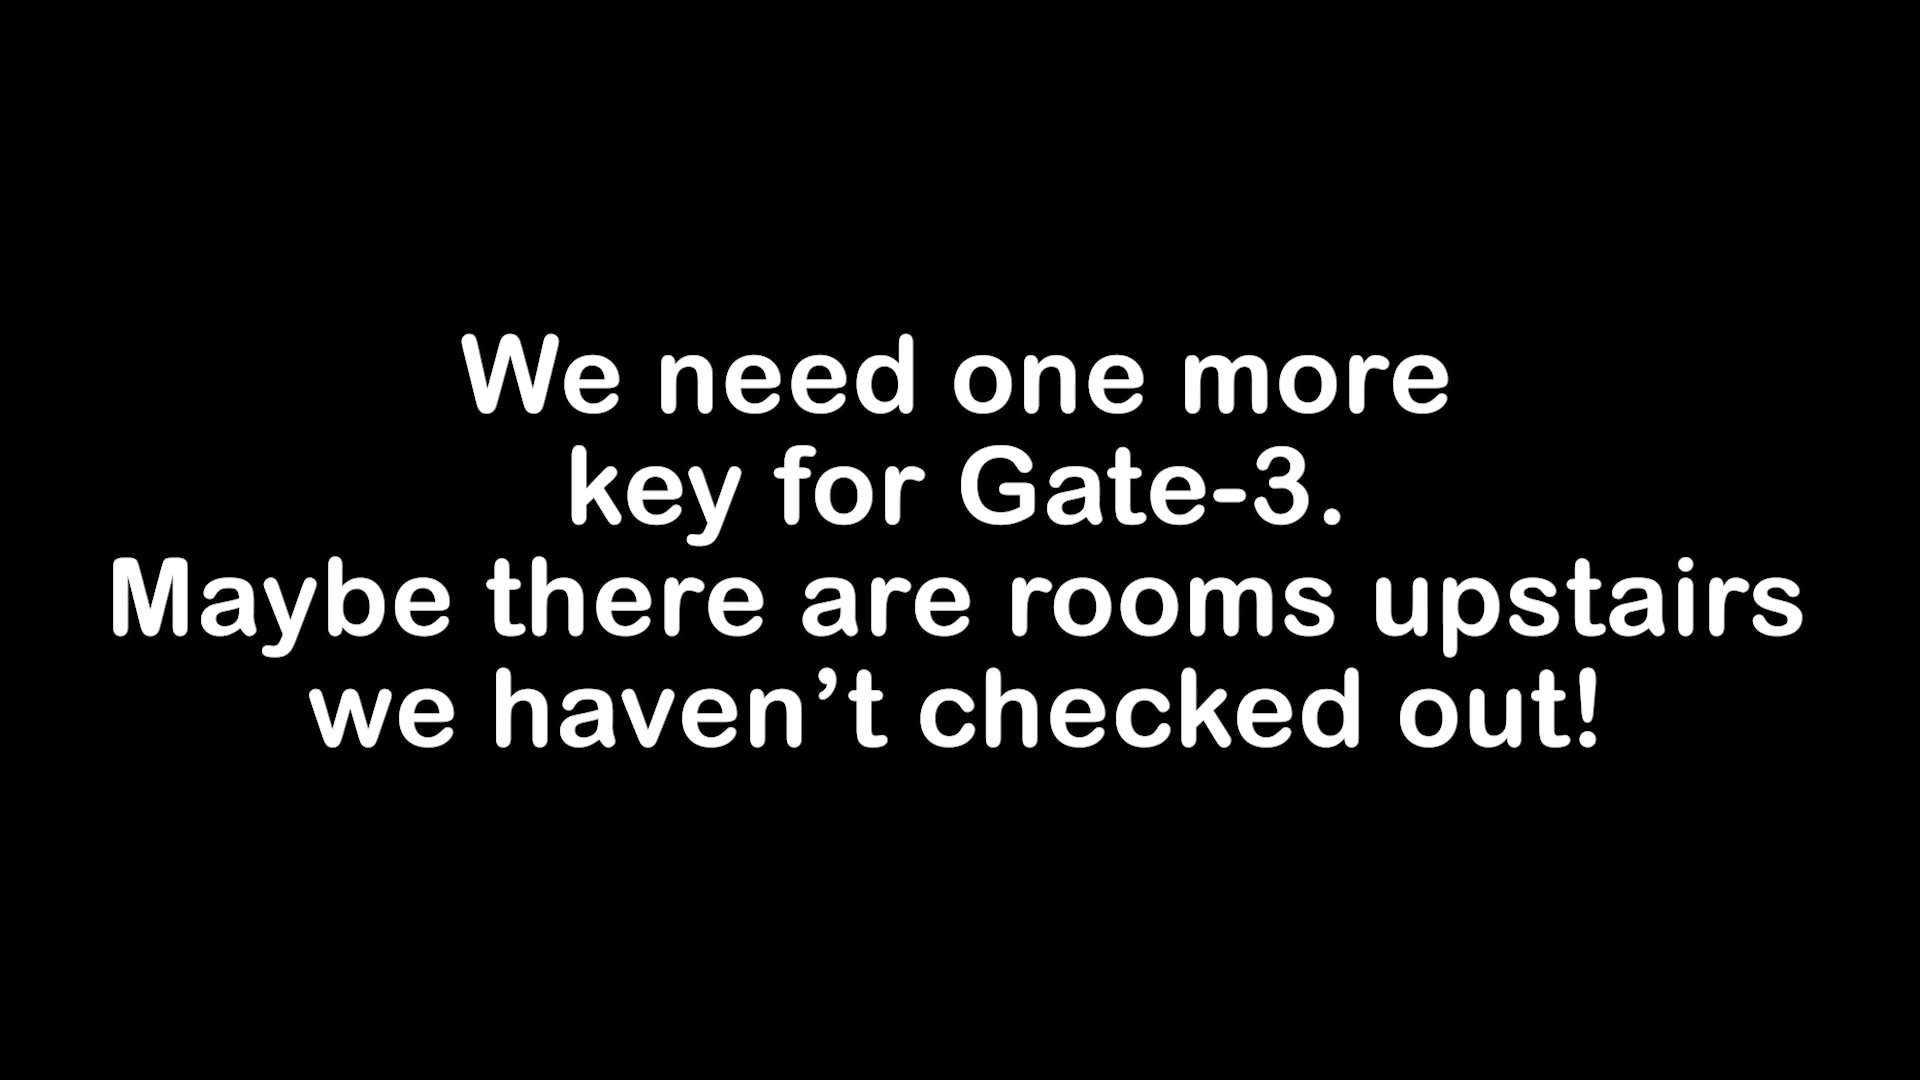 We need one more
key for Gate-3.
Maybe there are rooms upstairs
we haven’t checked out!